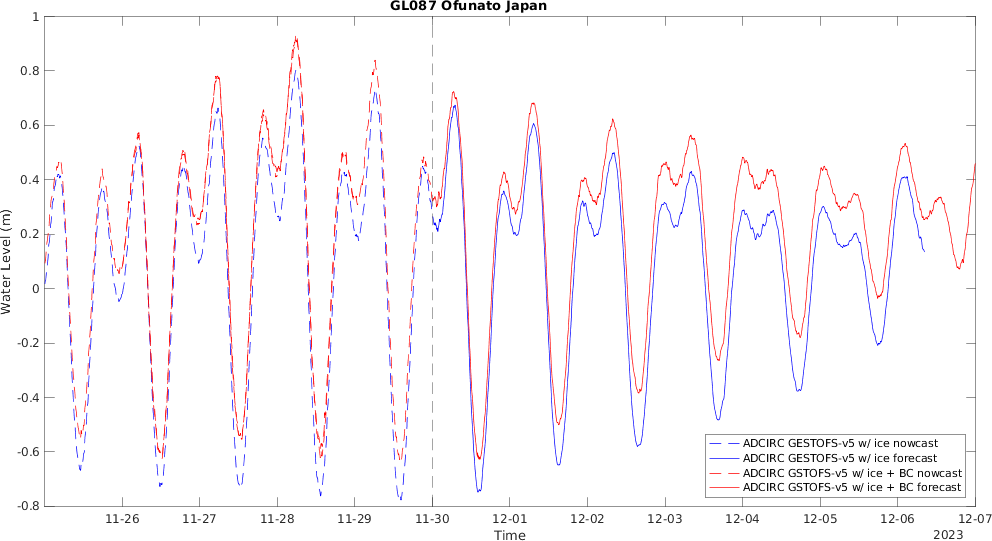 GL087 Ofunato Japan
1
0.8
0.6
0.4
0.2
0
-0.2
-0.4
-0.6
-0.8
Water Level (m)
11-26 11-27 11-28 11-29 11-30 12-01 12-02 12-03 12-04 12-05 12-06 12-07
Time
2023
ADCIRC GESTOFS-v5 w/ ice nowcast
ADCIRC GESTOFS-v5 w/ ice forecast
ADCIRC GSTOFS-v5 w/ ice + BC nowcast
ADCIRC GSTOFS-v5 w/ ice + BC forecast